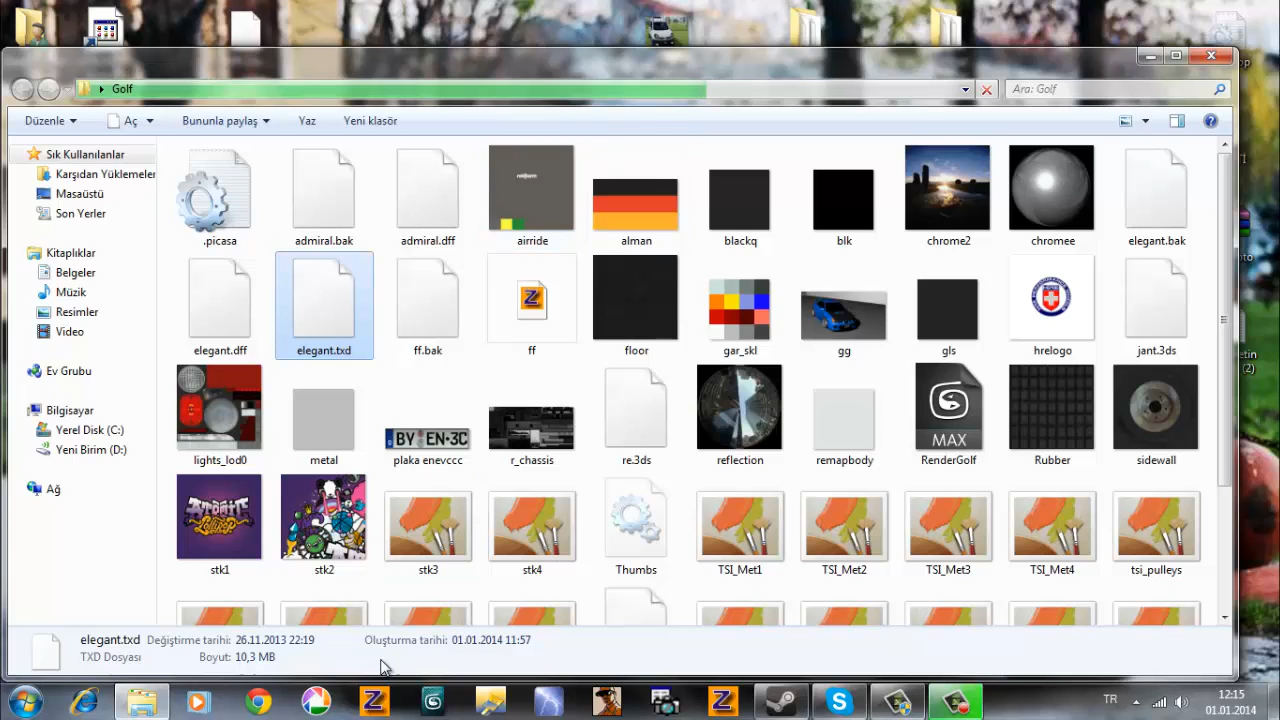 Golf
Ara: Golf
Düzenle
Aç
Bununla paylaş
Yaz
Yeni klasör
Sık Kullanılanlar
Karşıdan Yüklemeler
Masaüstü
Son Yerler
Kitaplıklar
Belgeler
Müzik
Resimler
Video
Ev Grubu
Bilgisayar
Yerel Disk (C:)
Yeni Birim (D:)
Ağ
.picasa
admiral.bak
admiral.dff
airride
alman
blackq
blk
chrome2
chromee
elegant.bak
elegant.dff
elegant.txd
ff.bak
ff
floor
gar_skl
gg
gls
hrelogo
jant.3ds
BY EN-3C
MAX
lights_lod0
metal
plaka enevccc
r_chassis
re.3ds
reflection
remapbody
RenderGolf
Rubber
sidewall
stk1
stk2
stk3
stk4
Thumbs
TSI_Met1
TSI_Met2
TSI_Met3
TSI_Met4
tsi_pulleys
elegant.txd
Değiştirme tarihi: 26.11.2013 22:19
Oluşturma tarihi: 01.01.2014 11:57
TXD Dosyası
Boyut: 10,3 MB
TR
12:15
01.01.2014